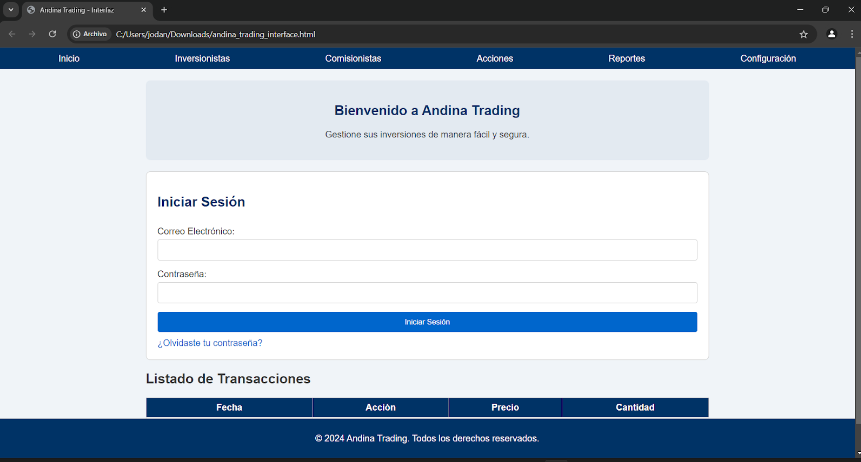 Andina Trading - Interfaz
Archivo C:/Users/jodan/Downloads/andina_trading_interface.html
Inicio Inversionistas Comisionistas Acciones Reportes Configuración
Bienvenido a Andina Trading
Gestione sus inversiones de manera fácil y segura.
Iniciar Sesión
Correo Electrónico:
Contraseña:
Iniciar Sesión
¿Olvidaste tu contraseña?
Listado de Transacciones
Fecha Acción Precio Cantidad
© 2024 Andina Trading. Todos los derechos reservados.